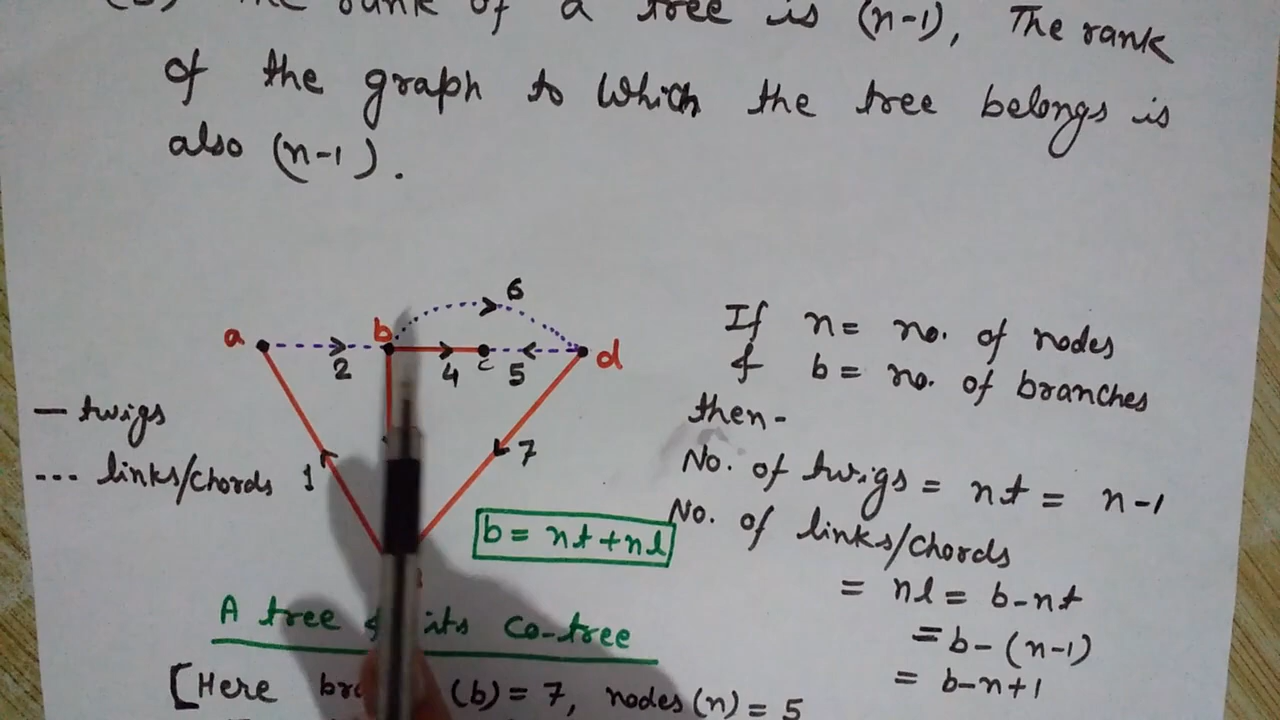 The rank of a tree is (n-1), The rank
of the graph to which the tree belongs is
also (n-1).
6
a
b
d
2
4
c
5
7
1
— twigs
--- links/chords
b = nt + nl
A tree its co-tree
[Here (b) = 7, nodes (n) = 5
If n = no. of nodes
& b = no. of branches
then -
No. of twigs = nt = n-1
No. of links/chords
= nl = b-nt
= b-(n-1)
= b-n+1